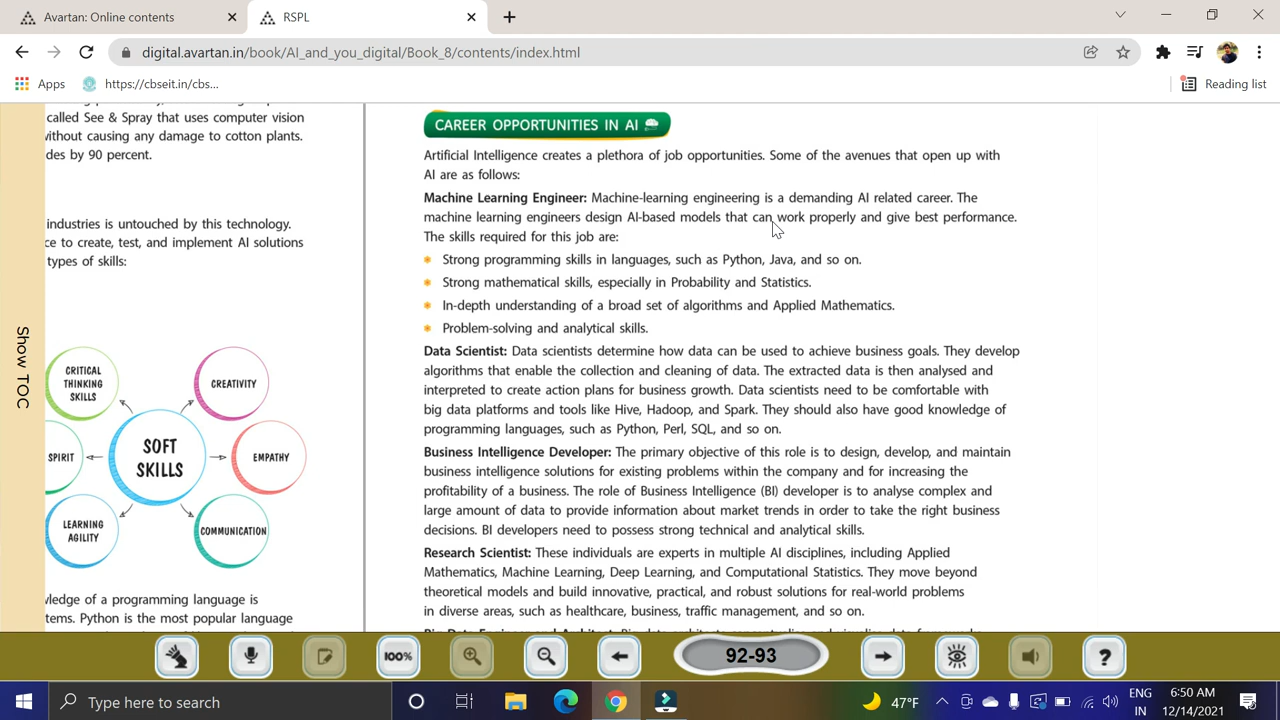 Avartan: Online contents
RSPL
digital.avartan.in/book/AI_and_you_digital/Book_8/contents/index.html
Apps
https://cbseit.in/cbs...
Reading list
called See & Spray that uses computer vision
without causing any damage to cotton plants.
des by 90 percent.
industries is untouched by this technology.
ce to create, test, and implement AI solutions
types of skills:
Show TOC
CRITICAL
THINKING
SKILLS
CREATIVITY
SPIRIT
SOFT
SKILLS
EMPATHY
LEARNING
AGILITY
COMMUNICATION
wledge of a programming language is
tems. Python is the most popular language
CAREER OPPORTUNITIES IN AI
Artificial Intelligence creates a plethora of job opportunities. Some of the avenues that open up with
AI are as follows:
Machine Learning Engineer: Machine-learning engineering is a demanding AI related career. The
machine learning engineers design AI-based models that can work properly and give best performance.
The skills required for this job are:
* Strong programming skills in languages, such as Python, Java, and so on.
* Strong mathematical skills, especially in Probability and Statistics.
* In-depth understanding of a broad set of algorithms and Applied Mathematics.
* Problem-solving and analytical skills.
Data Scientist: Data scientists determine how data can be used to achieve business goals. They develop
algorithms that enable the collection and cleaning of data. The extracted data is then analysed and
interpreted to create action plans for business growth. Data scientists need to be comfortable with
big data platforms and tools like Hive, Hadoop, and Spark. They should also have good knowledge of
programming languages, such as Python, Perl, SQL, and so on.
Business Intelligence Developer: The primary objective of this role is to design, develop, and maintain
business intelligence solutions for existing problems within the company and for increasing the
profitability of a business. The role of Business Intelligence (BI) developer is to analyse complex and
large amount of data to provide information about market trends in order to take the right business
decisions. BI developers need to possess strong technical and analytical skills.
Research Scientist: These individuals are experts in multiple AI disciplines, including Applied
Mathematics, Machine Learning, Deep Learning, and Computational Statistics. They move beyond
theoretical models and build innovative, practical, and robust solutions for real-world problems
in diverse areas, such as healthcare, business, traffic management, and so on.
100%
92-93
?
Type here to search
47°F
ENG
IN
6:50 AM
12/14/2021